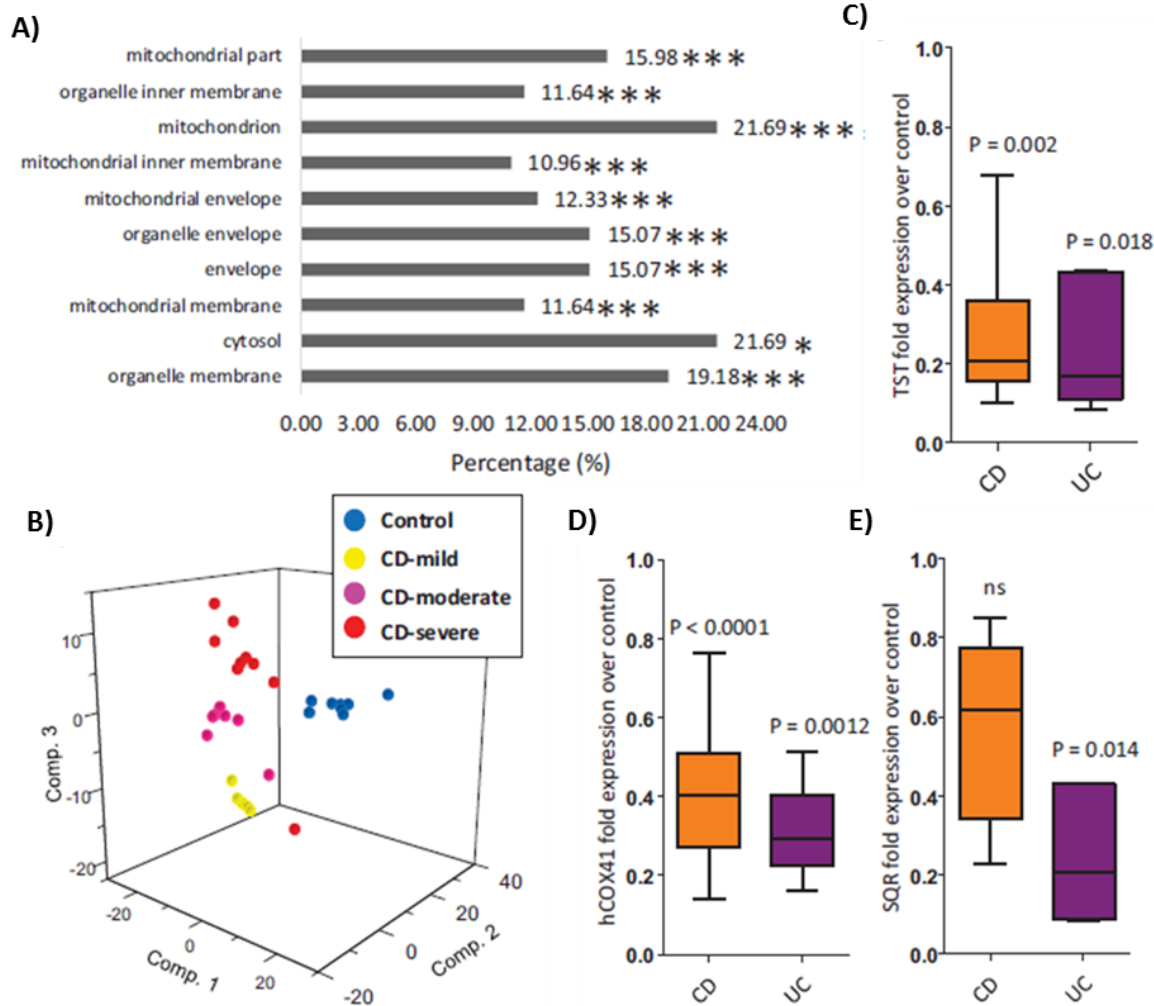 A)
mitochondrial part 15.98***
organelle inner membrane 11.64***
mitochondrion 21.69***
mitochondrial inner membrane 10.96***
mitochondrial envelope 12.33***
organelle envelope 15.07***
envelope 15.07***
mitochondrial membrane 11.64***
cytosol 21.69 *
organelle membrane 19.18***
0.00 3.00 6.00 9.00 12.00 15.00 18.00 21.00 24.00
Percentage (%)
C)
TST fold expression over control
1.0
0.8
0.6
0.4
0.2
0.0
P = 0.002
P = 0.018
CD
UC
B)
Control
CD-mild
CD-moderate
CD-severe
Comp. 3
10
0
-10
-20
-20
0
20
Comp. 1
-20
0
20
40
Comp. 2
D)
hCOX41 fold expression over control
1.0
0.8
0.6
0.4
0.2
0.0
P < 0.0001
P = 0.0012
CD
UC
E)
SQR fold expression over control
1.0
0.8
0.6
0.4
0.2
0.0
ns
P = 0.014
CD
UC